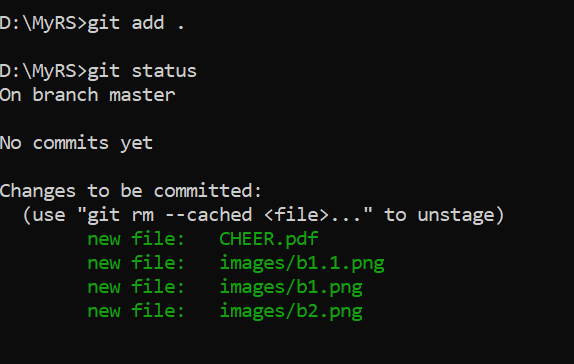 D:\MyRS>git add .
D:\MyRS>git status
On branch master
No commits yet
Changes to be committed:
  (use "git rm --cached <file>..." to unstage)
        new file:   CHEER.pdf
        new file:   images/b1.1.png
        new file:   images/b1.png
        new file:   images/b2.png